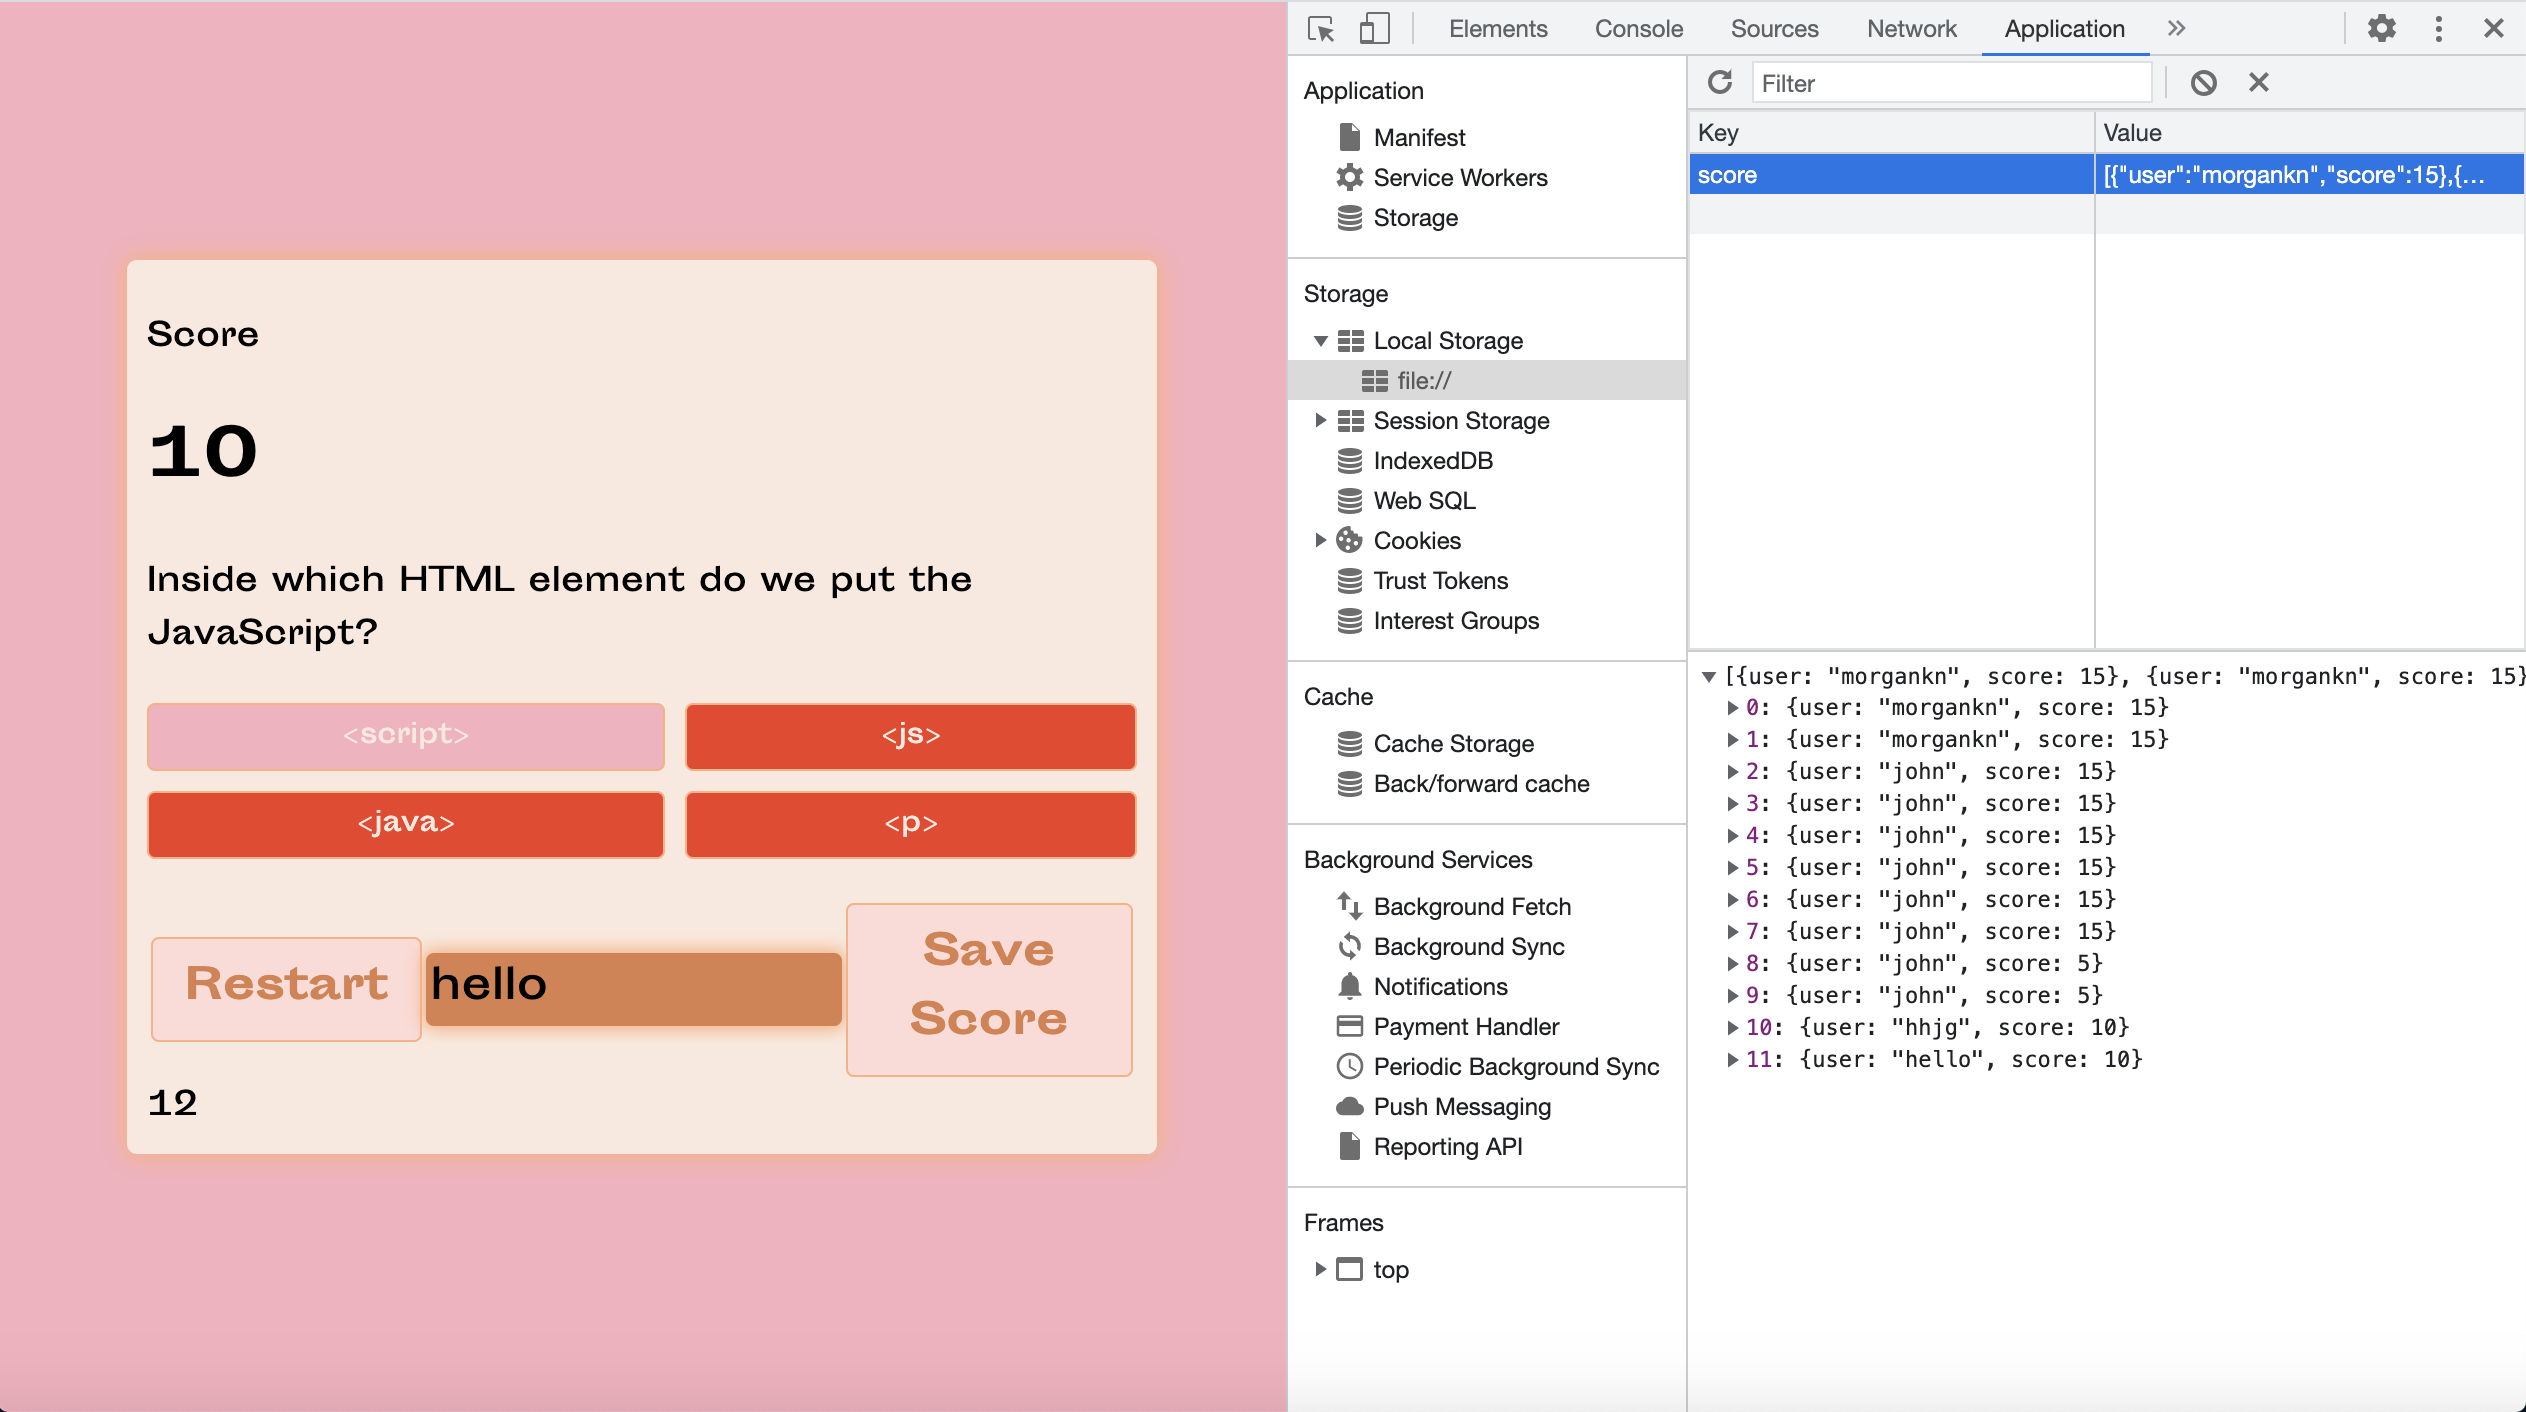 Score
10
Inside which HTML element do we put the
JavaScript?
<script>
<js>
<java>
<p>
Restart
hello
Save
Score
12
Elements
Console
Sources
Network
Application
Application
Manifest
Service Workers
Storage
Storage
Local Storage
file://
Session Storage
IndexedDB
Web SQL
Cookies
Trust Tokens
Interest Groups
Cache
Cache Storage
Back/forward cache
Background Services
Background Fetch
Background Sync
Notifications
Payment Handler
Periodic Background Sync
Push Messaging
Reporting API
Frames
top
Filter
Key
Value
score
[{"user":"morgankn","score":15},{…
[{user: "morgankn", score: 15}, {user: "morgankn", score: 15}
0: {user: "morgankn", score: 15}
1: {user: "morgankn", score: 15}
2: {user: "john", score: 15}
3: {user: "john", score: 15}
4: {user: "john", score: 15}
5: {user: "john", score: 15}
6: {user: "john", score: 15}
7: {user: "john", score: 15}
8: {user: "john", score: 5}
9: {user: "john", score: 5}
10: {user: "hhjg", score: 10}
11: {user: "hello", score: 10}